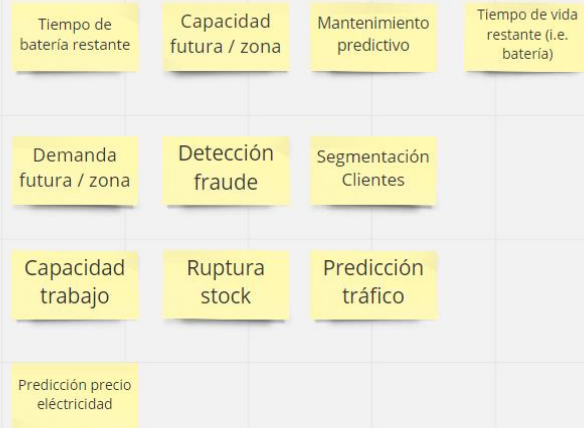 Tiempo de
batería restante
Capacidad
futura / zona
Mantenimiento
predictivo
Tiempo de vida
restante (i.e.
batería)
Demanda
futura / zona
Detección
fraude
Segmentación
Clientes
Capacidad
trabajo
Ruptura
stock
Predicción
tráfico
Predicción precio
eléctricidad